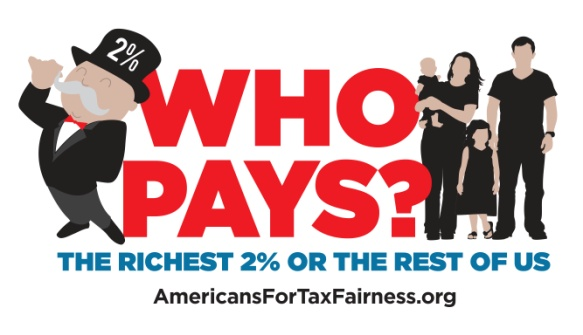 2%
WHO
PAYS?
THE RICHEST 2% OR THE REST OF US
AmericansForTaxFairness.org